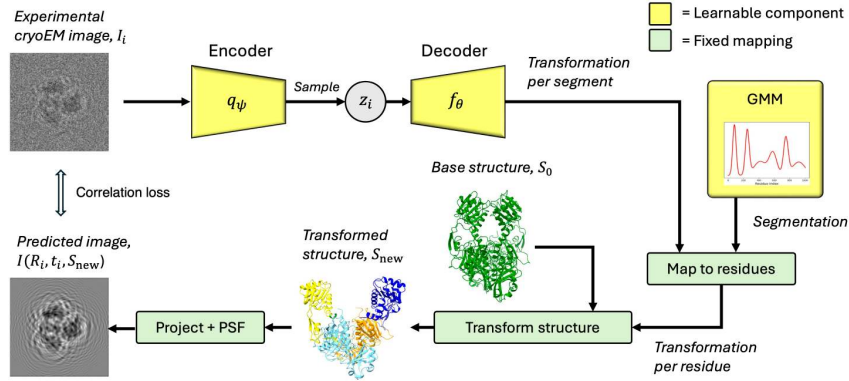 Experimental
cryoEM image, I_i
Encoder
Decoder
= Learnable component
= Fixed mapping
q_ψ
Sample
z_i
f_θ
Transformation
per segment
GMM
Correlation loss
Base structure, S_0
Segmentation
Predicted image,
I(R_i, t_i, S_new)
Transformed
structure, S_new
Map to residues
Project + PSF
Transform structure
Transformation
per residue